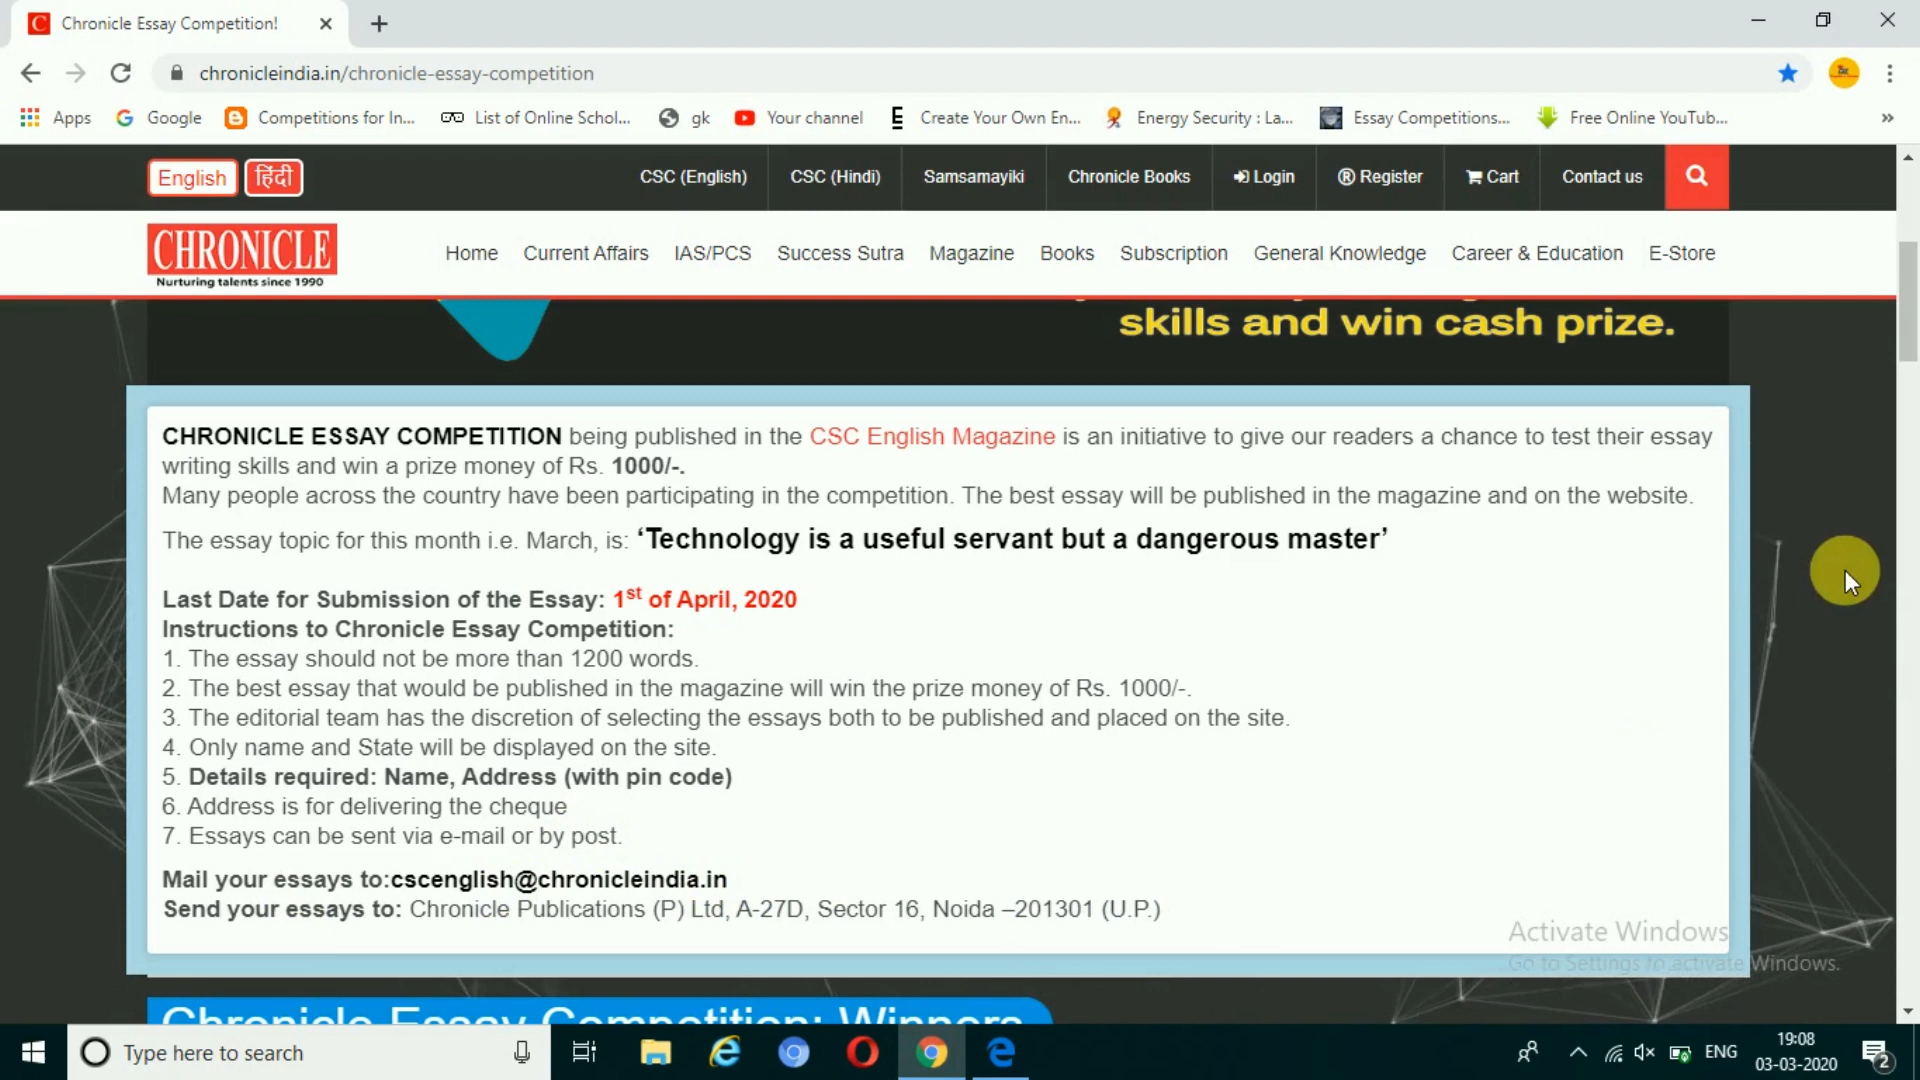 Chronicle Essay Competition!
chronicleindia.in/chronicle-essay-competition
Apps Google Competitions for In... List of Online Schol... gk Your channel Create Your Own En... Energy Security : La... Essay Competitions... Free Online YouTub... »
English हिंदी CSC (English) CSC (Hindi) Samsamayiki Chronicle Books Login ® Register Cart Contact us
CHRONICLE
Nurturing talents since 1990
Home Current Affairs IAS/PCS Success Sutra Magazine Books Subscription General Knowledge Career & Education E-Store
skills and win cash prize.
CHRONICLE ESSAY COMPETITION being published in the CSC English Magazine is an initiative to give our readers a chance to test their essay
writing skills and win a prize money of Rs. 1000/-.
Many people across the country have been participating in the competition. The best essay will be published in the magazine and on the website.
The essay topic for this month i.e. March, is: ‘Technology is a useful servant but a dangerous master’
Last Date for Submission of the Essay: 1st of April, 2020
Instructions to Chronicle Essay Competition:
1. The essay should not be more than 1200 words.
2. The best essay that would be published in the magazine will win the prize money of Rs. 1000/-.
3. The editorial team has the discretion of selecting the essays both to be published and placed on the site.
4. Only name and State will be displayed on the site.
5. Details required: Name, Address (with pin code)
6. Address is for delivering the cheque
7. Essays can be sent via e-mail or by post.
Mail your essays to:cscenglish@chronicleindia.in
Send your essays to: Chronicle Publications (P) Ltd, A-27D, Sector 16, Noida –201301 (U.P.)
Activate Windows
Go to Settings to activate Windows.
Chronicle Essay Competition: Winners
Type here to search
ENG
19:08
03-03-2020
2